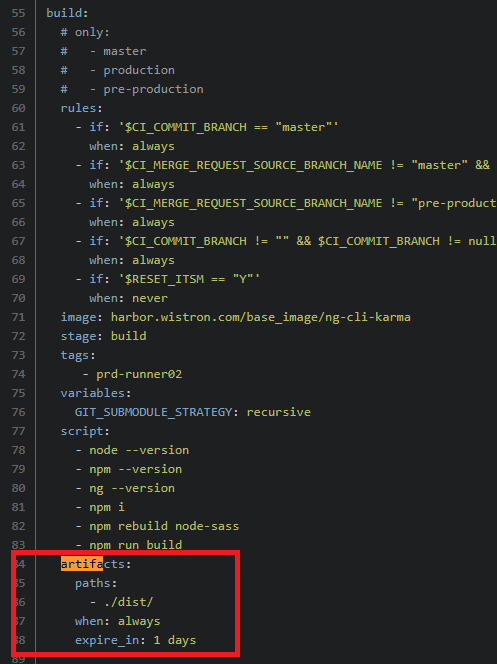 55 build:
56 # only:
57 #   - master
58 #   - production
59 #   - pre-production
60 rules:
61 - if: '$CI_COMMIT_BRANCH == "master"'
62 when: always
63 - if: '$CI_MERGE_REQUEST_SOURCE_BRANCH_NAME != "master" &&
64 when: always
65 - if: '$CI_MERGE_REQUEST_SOURCE_BRANCH_NAME != "pre-product
66 when: always
67 - if: '$CI_COMMIT_BRANCH != "" && $CI_COMMIT_BRANCH != null
68 when: always
69 - if: '$RESET_ITSM == "Y"'
70 when: never
71 image: harbor.wistron.com/base_image/ng-cli-karma
72 stage: build
73 tags:
74 - prd-runner02
75 variables:
76 GIT_SUBMODULE_STRATEGY: recursive
77 script:
78 - node --version
79 - npm --version
80 - ng --version
81 - npm i
82 - npm rebuild node-sass
83 - npm run build
84 artifacts:
85 paths:
86 - ./dist/
87 when: always
88 expire_in: 1 days
89